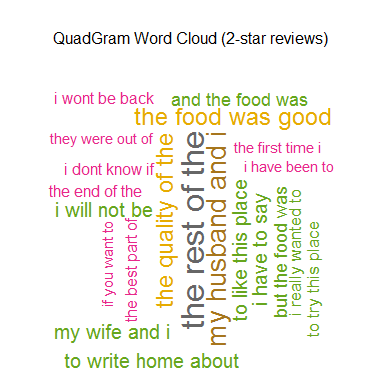 QuadGram Word Cloud (2-star reviews)
i wont be back
and the food was
the food was good
they were out of
the first time i
i dont know if
i have been to
the end of the
i will not be
if you want to
the best part of
the quality of the
the rest of the
my husband and i
to like this place
i have to say
but the food was
i really wanted to
to try this place
my wife and i
to write home about